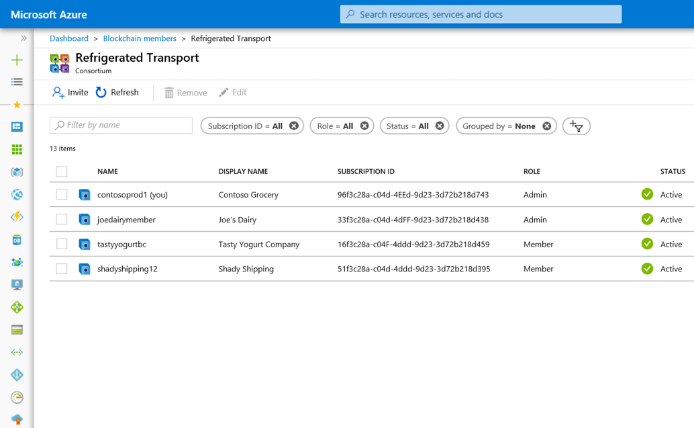 Microsoft Azure
Search resources, services and docs
Dashboard > Blockchain members > Refrigerated Transport
Refrigerated Transport
Consortium
Invite Refresh Remove Edit
Filter by name Subscription ID = All Role = All Status = All Grouped by = None
13 items
NAME DISPLAY NAME SUBSCRIPTION ID ROLE STATUS
contosoprod1 (you) Contoso Grocery 96f3c28a-c04d-4EEd-9d23-3d72b218d743 Admin Active
joedairymember Joe's Dairy 33f3c28a-c04d-4dFF-9d23-3d72b218d438 Admin Active
tastyyogurtbc Tasty Yogurt Company 16f3c28a-c04F-4ddd-9d23-3d72b218d459 Member Active
shadyshipping12 Shady Shipping 51f3c28a-c04d-4ddd-9d23-3d72b218d395 Member Active